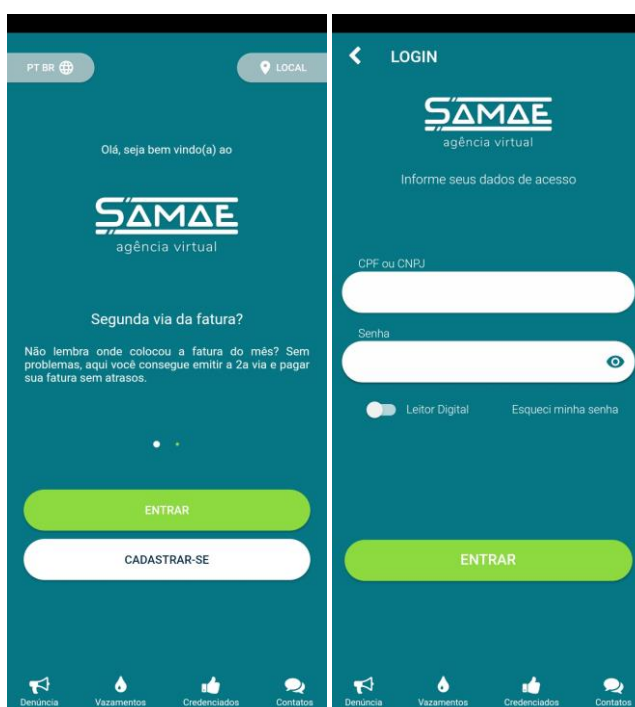 PT BR
LOCAL
Olá, seja bem vindo(a) ao
SAMAE
agência virtual
Segunda via da fatura?
Não lembra onde colocou a fatura do mês? Sem
problemas, aqui você consegue emitir a 2a via e pagar
sua fatura sem atrasos.
ENTRAR
CADASTRAR-SE
Denúncia
Vazamentos
Credenciados
Contatos
LOGIN
SAMAE
agência virtual
Informe seus dados de acesso
CPF ou CNPJ
Senha
Leitor Digital
Esqueci minha senha
ENTRAR
Denúncia
Vazamentos
Credenciados
Contatos